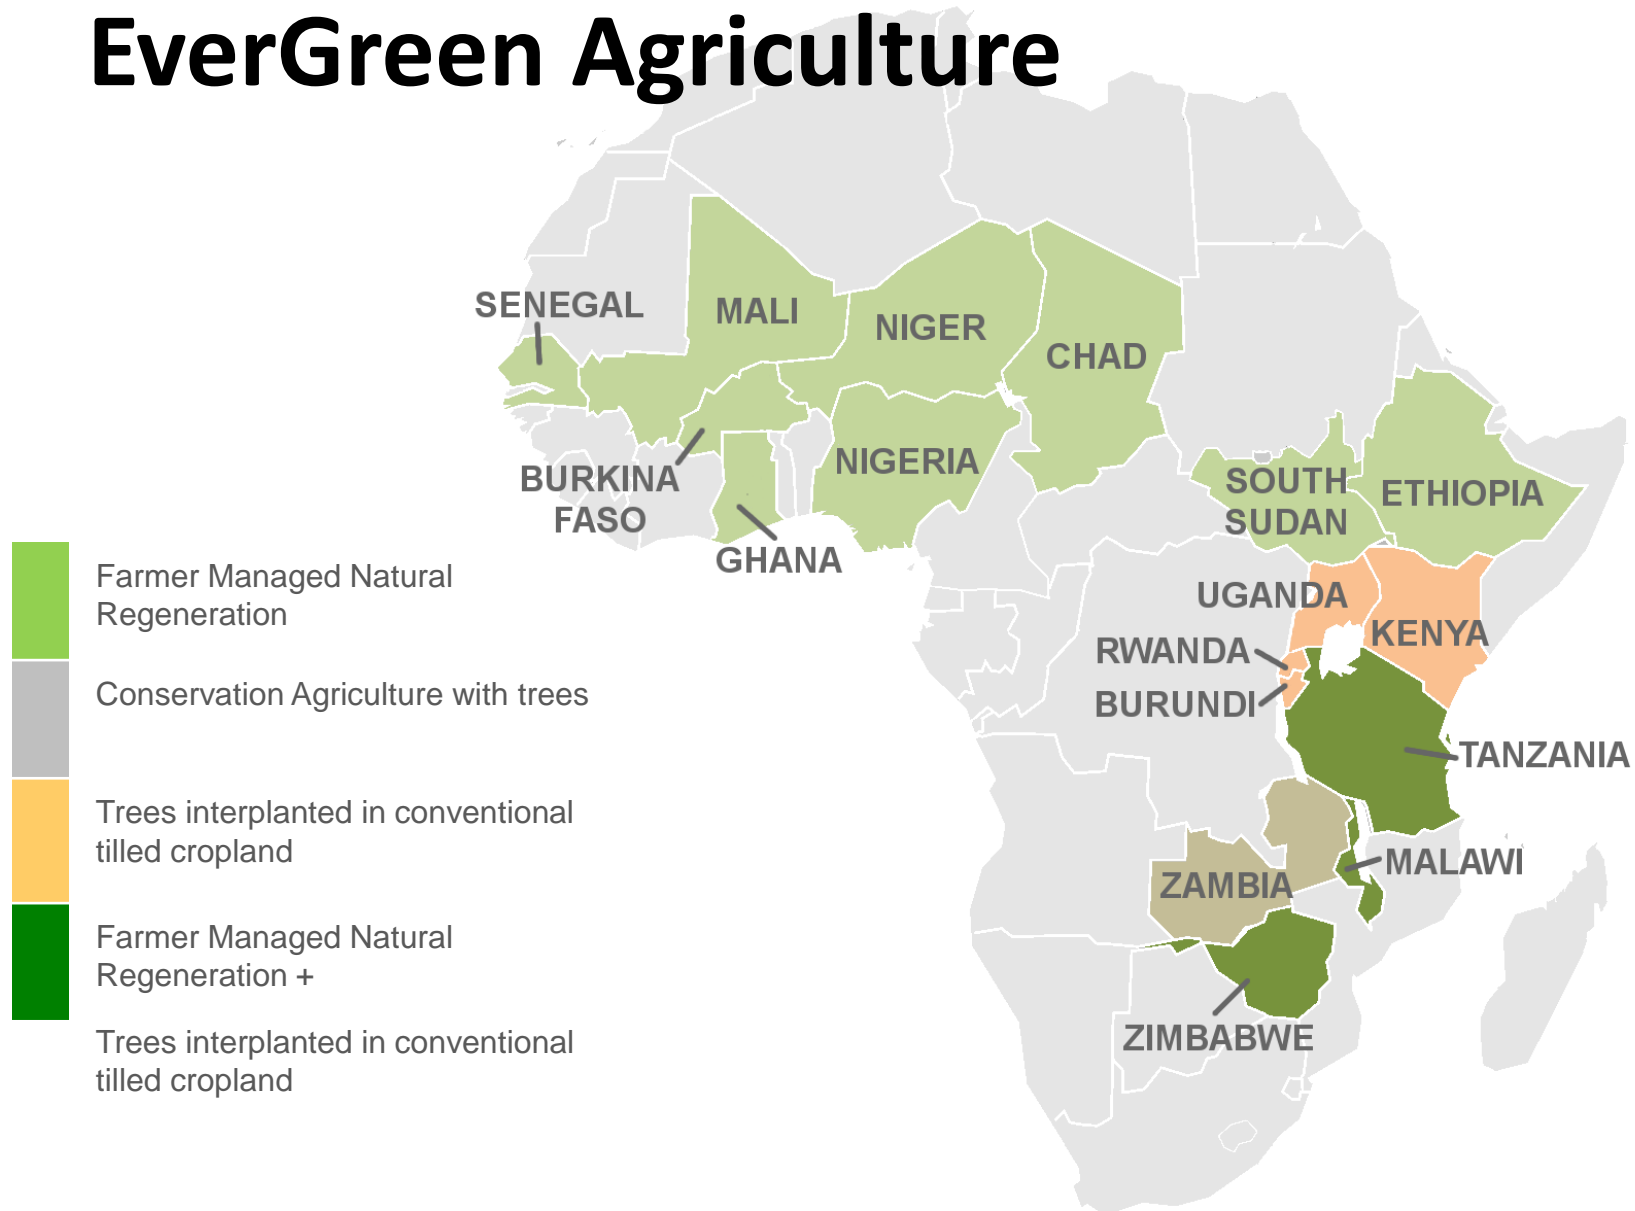 EverGreen Agriculture
SENEGAL
MALI
NIGER
CHAD
BURKINA
FASO
GHANA
NIGERIA
SOUTH
SUDAN
ETHIOPIA
UGANDA
KENYA
RWANDA
BURUNDI
TANZANIA
MALAWI
ZAMBIA
ZIMBABWE
Farmer Managed Natural
Regeneration
Conservation Agriculture with trees
Trees interplanted in conventional
tilled cropland
Farmer Managed Natural
Regeneration +
Trees interplanted in conventional
tilled cropland